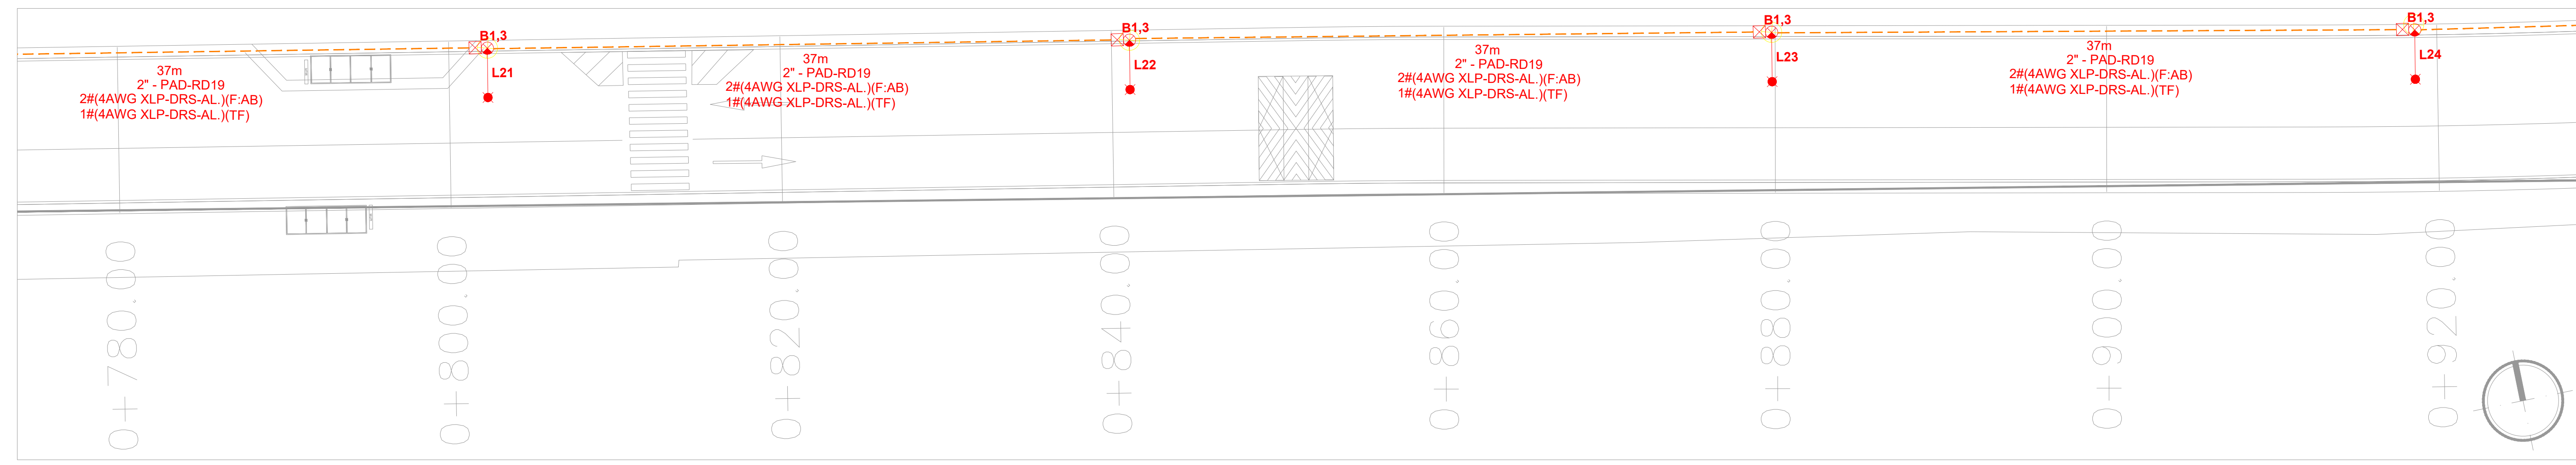 B1,3
L21
B1,3
L22
B1,3
L23
B1,3
L24
37m
2" - PAD-RD19
2#(4AWG XLP-DRS-AL.)(F:AB)
1#(4AWG XLP-DRS-AL.)(TF)
37m
2" - PAD-RD19
2#(4AWG XLP-DRS-AL.)(F:AB)
1#(4AWG XLP-DRS-AL.)(TF)
37m
2" - PAD-RD19
2#(4AWG XLP-DRS-AL.)(F:AB)
1#(4AWG XLP-DRS-AL.)(TF)
37m
2" - PAD-RD19
2#(4AWG XLP-DRS-AL.)(F:AB)
1#(4AWG XLP-DRS-AL.)(TF)
0+780.00
0+800.00
0+820.00
0+840.00
0+860.00
0+880.00
0+900.00
0+920.00